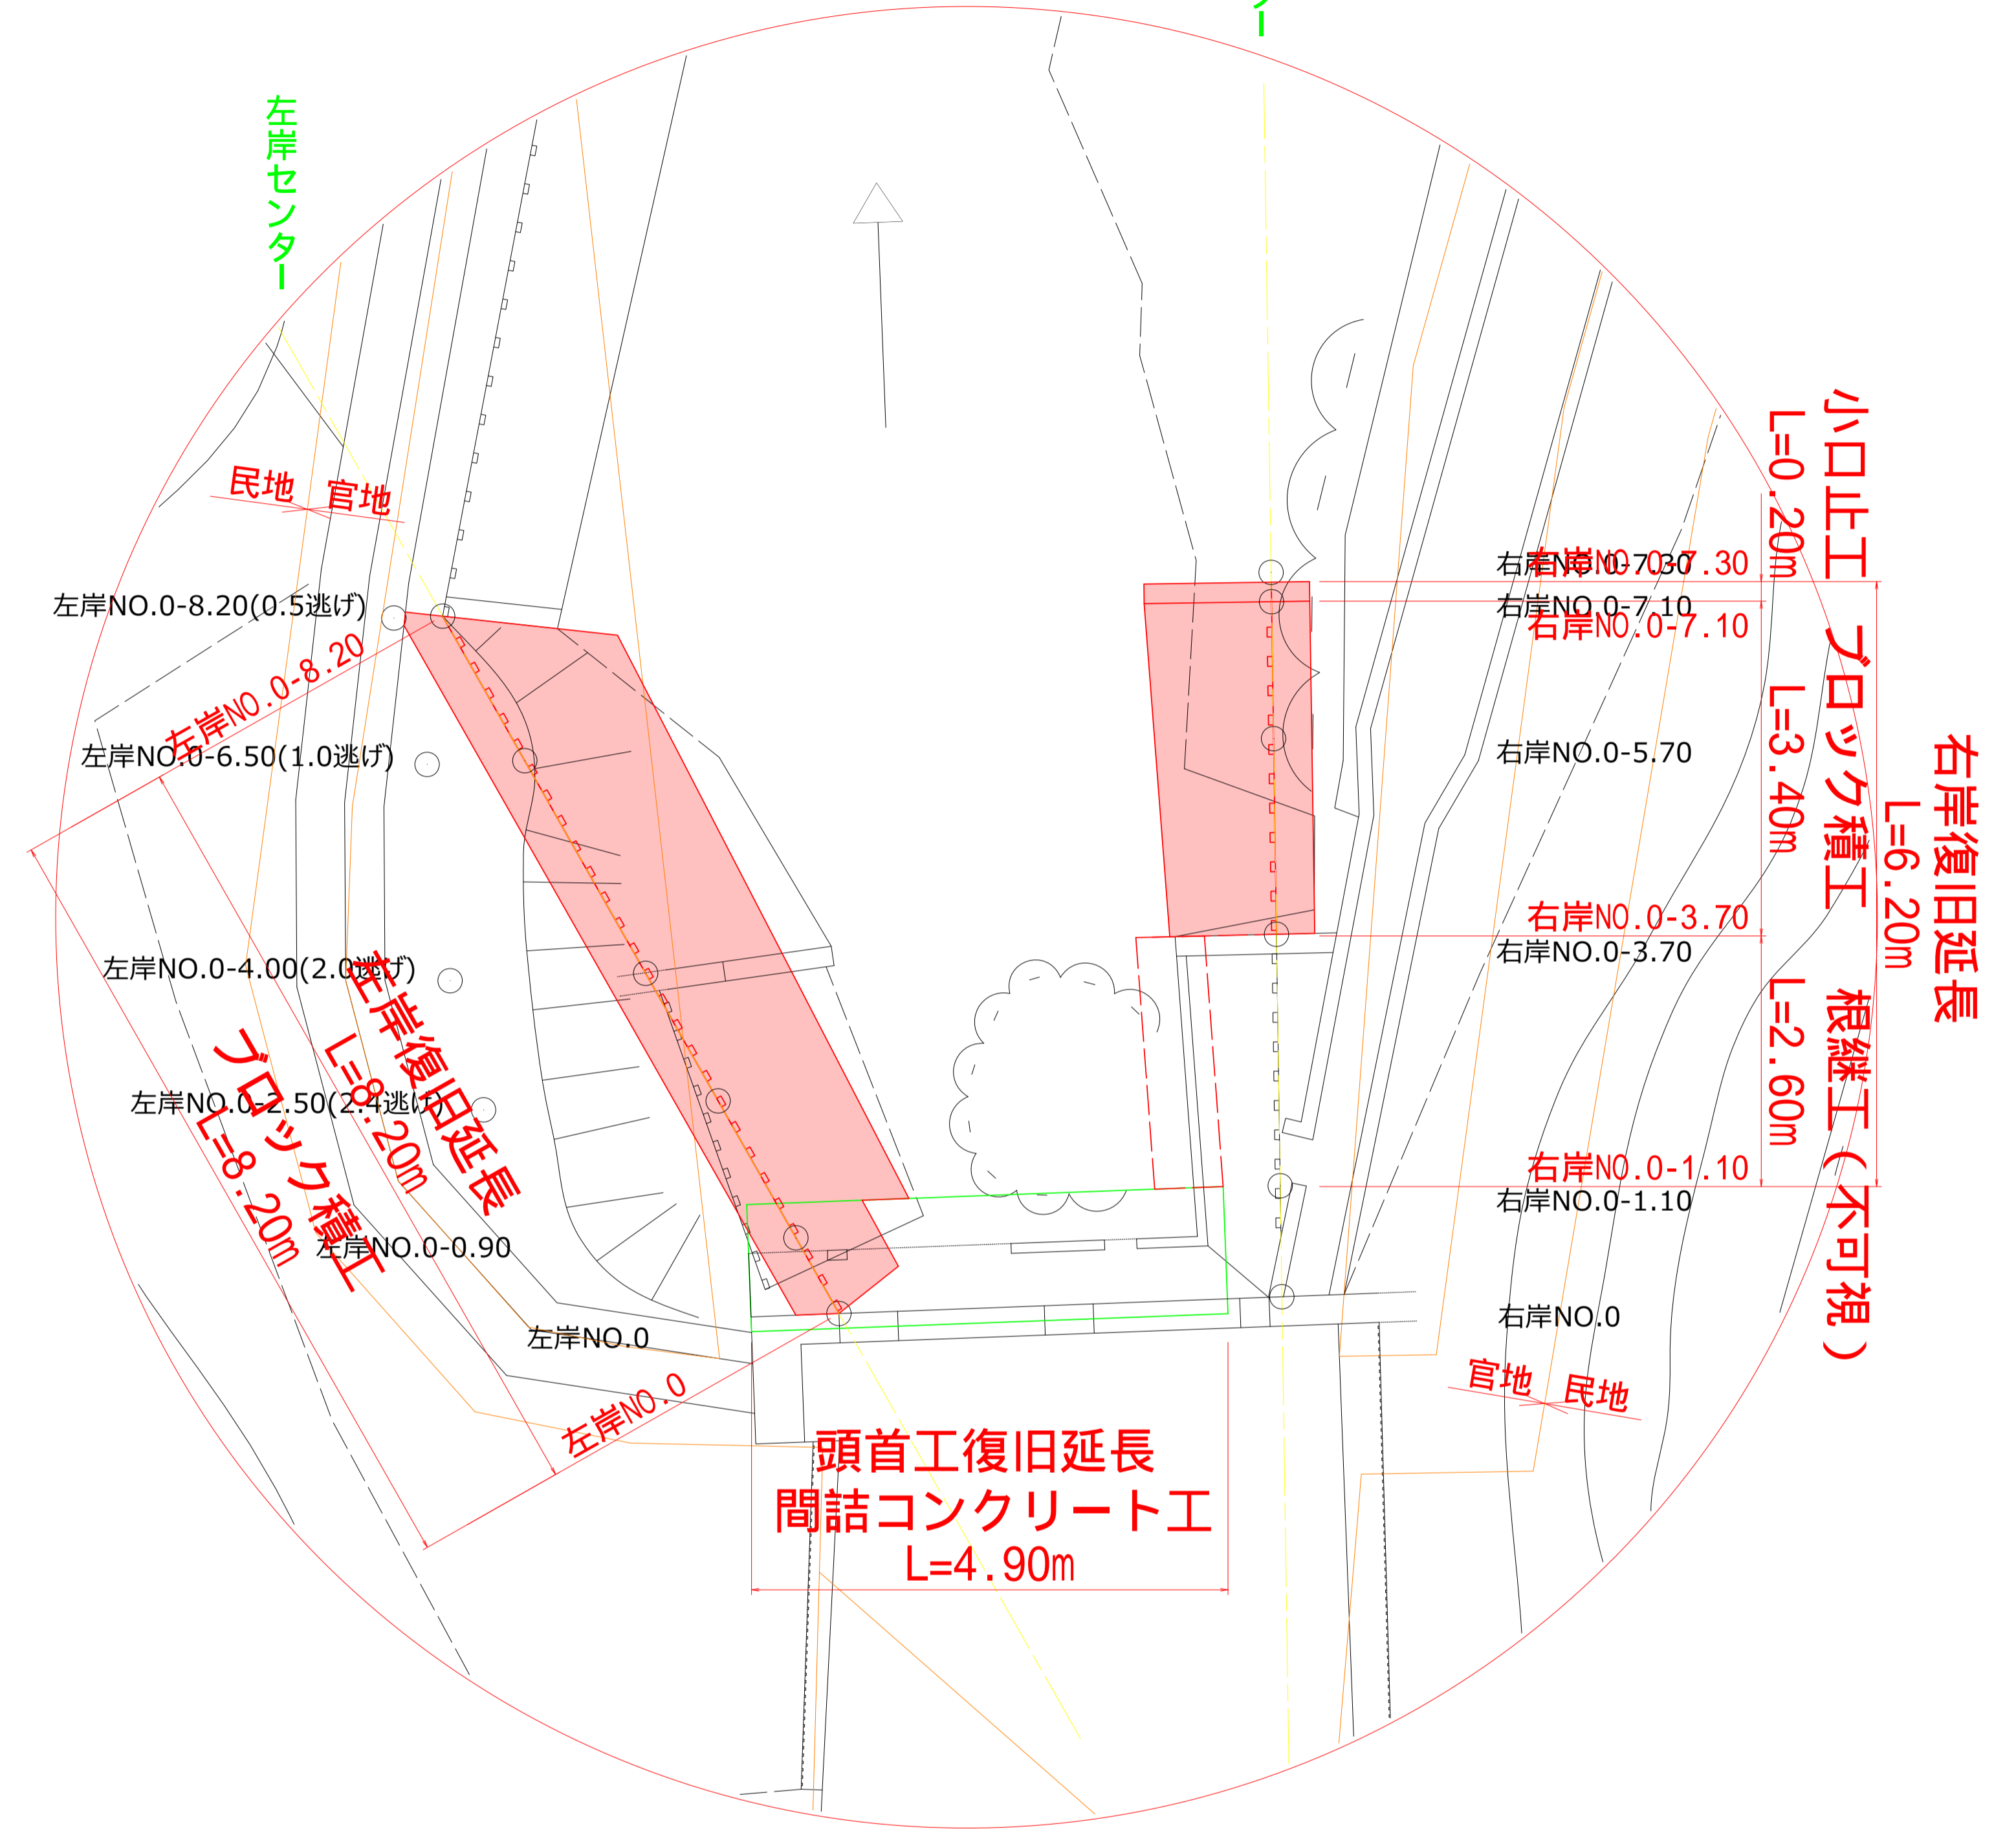 左岸センター
ター
民地 官地
左岸NO.0-8.20(0.5逃げ)
左岸NO.0-8.20
左岸NO.0-6.50(1.0逃げ)
左岸NO.0-4.00(2.0逃げ)
左岸NO.0-2.50(2.4逃げ)
左岸NO.0-0.90
左岸NO.0
左岸NO.0
左岸復旧延長
L=8.20m
ブロック積工
L=8.20m
頭首工復旧延長
間詰コンクリート工
L=4.90m
小口止工
L=0.20m
ブロック積工
L=3.40m
根継工(不可視)
L=2.60m
右岸復旧延長
L=6.20m
右岸NO.0-7.30
右岸NO.0-7.30
右岸NO.0-7.10
右岸NO.0-7.10
右岸NO.0-5.70
右岸NO.0-3.70
右岸NO.0-3.70
右岸NO.0-1.10
右岸NO.0-1.10
右岸NO.0
官地 民地